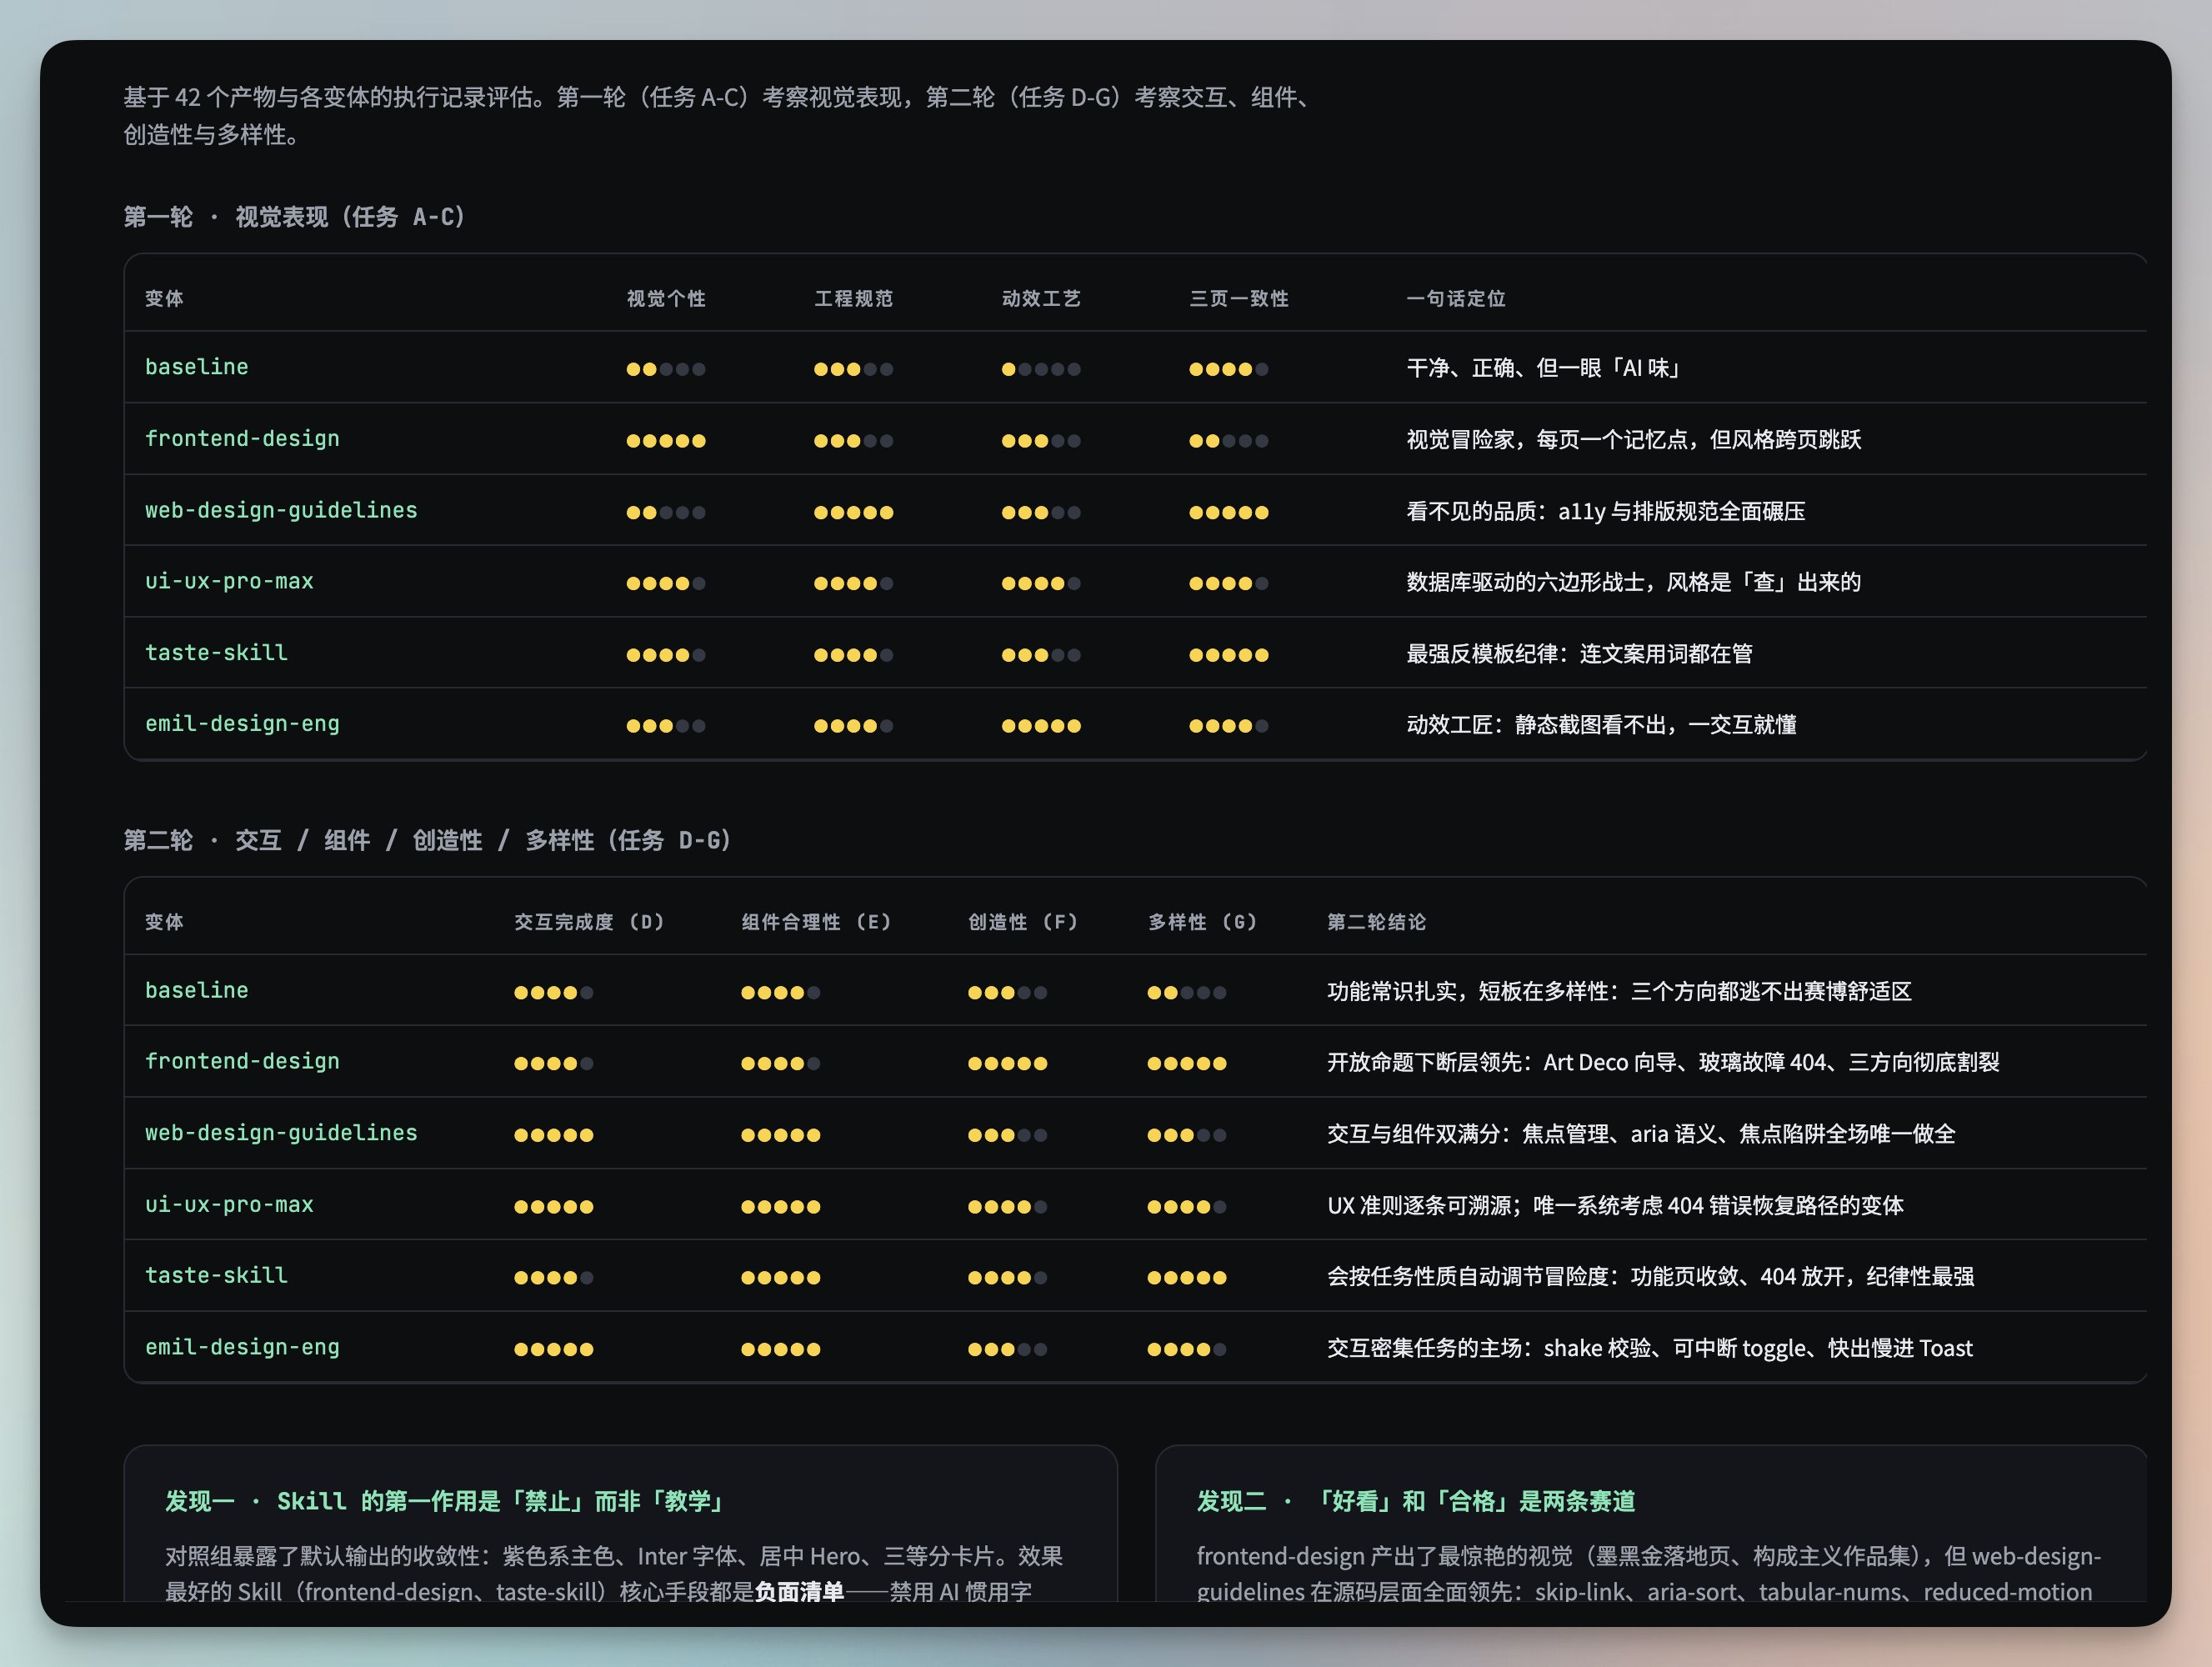 基于 42 个产物与各变体的执行记录评估。第一轮（任务 A-C）考察视觉表现，第二轮（任务 D-G）考察交互、组件、
创造性与多样性。
第一轮 · 视觉表现（任务 A-C）
变体 视觉个性 工程规范 动效工艺 三页一致性 一句话定位
baseline 干净、正确、但一眼「AI 味」
frontend-design 视觉冒险家，每页一个记忆点，但风格跨页跳跃
web-design-guidelines 看不见的品质：a11y 与排版规范全面碾压
ui-ux-pro-max 数据库驱动的六边形战士，风格是「查」出来的
taste-skill 最强反模板纪律：连文案用词都在管
emil-design-eng 动效工匠：静态截图看不出，一交互就懂
第二轮 · 交互 / 组件 / 创造性 / 多样性（任务 D-G）
变体 交互完成度 (D) 组件合理性 (E) 创造性 (F) 多样性 (G) 第二轮结论
baseline 功能常识扎实，短板在多样性：三个方向都逃不出赛博舒适区
frontend-design 开放命题下断层领先：Art Deco 向导、玻璃故障 404、三方向彻底割裂
web-design-guidelines 交互与组件双满分：焦点管理、aria 语义、焦点陷阱全场唯一做全
ui-ux-pro-max UX 准则逐条可溯源；唯一系统考虑 404 错误恢复路径的变体
taste-skill 会按任务性质自动调节冒险度：功能页收敛、404 放开，纪律性最强
emil-design-eng 交互密集任务的主场：shake 校验、可中断 toggle、快出慢进 Toast
发现一 · Skill 的第一作用是「禁止」而非「教学」
对照组暴露了默认输出的收敛性：紫色系主色、Inter 字体、居中 Hero、三等分卡片。效果
最好的 Skill（frontend-design、taste-skill）核心手段都是负面清单——禁用 AI 惯用字
发现二 · 「好看」和「合格」是两条赛道
frontend-design 产出了最惊艳的视觉（墨黑金落地页、构成主义作品集），但 web-design-
guidelines 在源码层面全面领先：skip-link、aria-sort、tabular-nums、reduced-motion